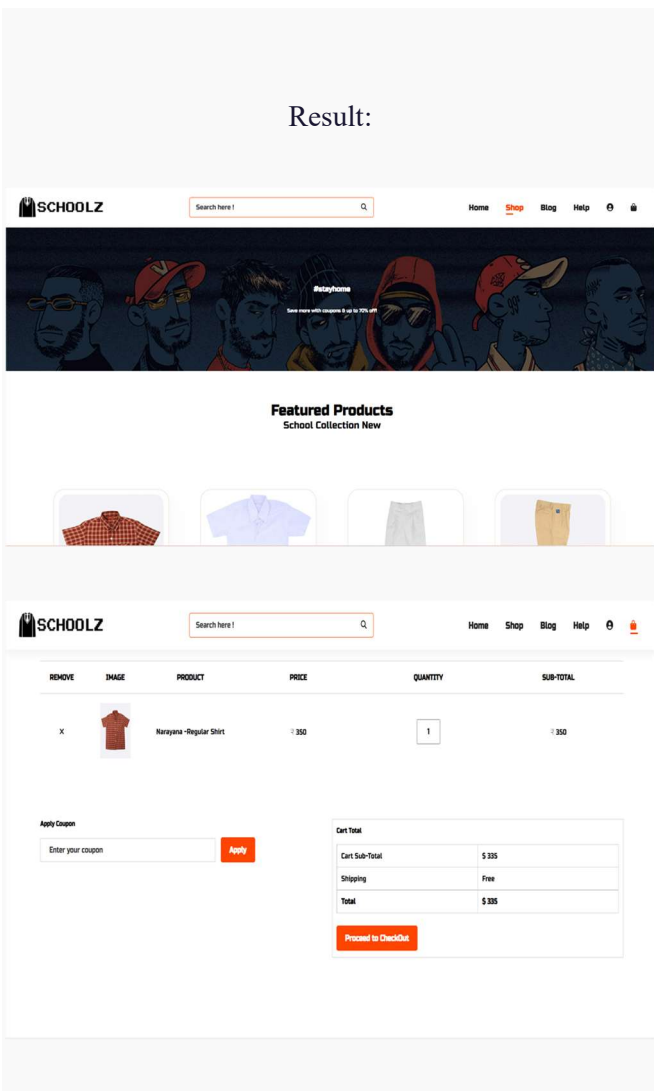 Result:
SCHOOLZ
Search here !
Home Shop Blog Help
#stayhome
Save more with coupons & up to 70% off!
Featured Products
School Collection New
SCHOOLZ
Search here !
Home Shop Blog Help
REMOVE IMAGE PRODUCT PRICE QUANTITY SUB-TOTAL
X Narayana -Regular Shirt ₹ 350 1 ₹ 350
Apply Coupon
Enter your coupon Apply
Cart Total
Cart Sub-Total $ 335
Shipping Free
Total $ 335
Proceed to CheckOut